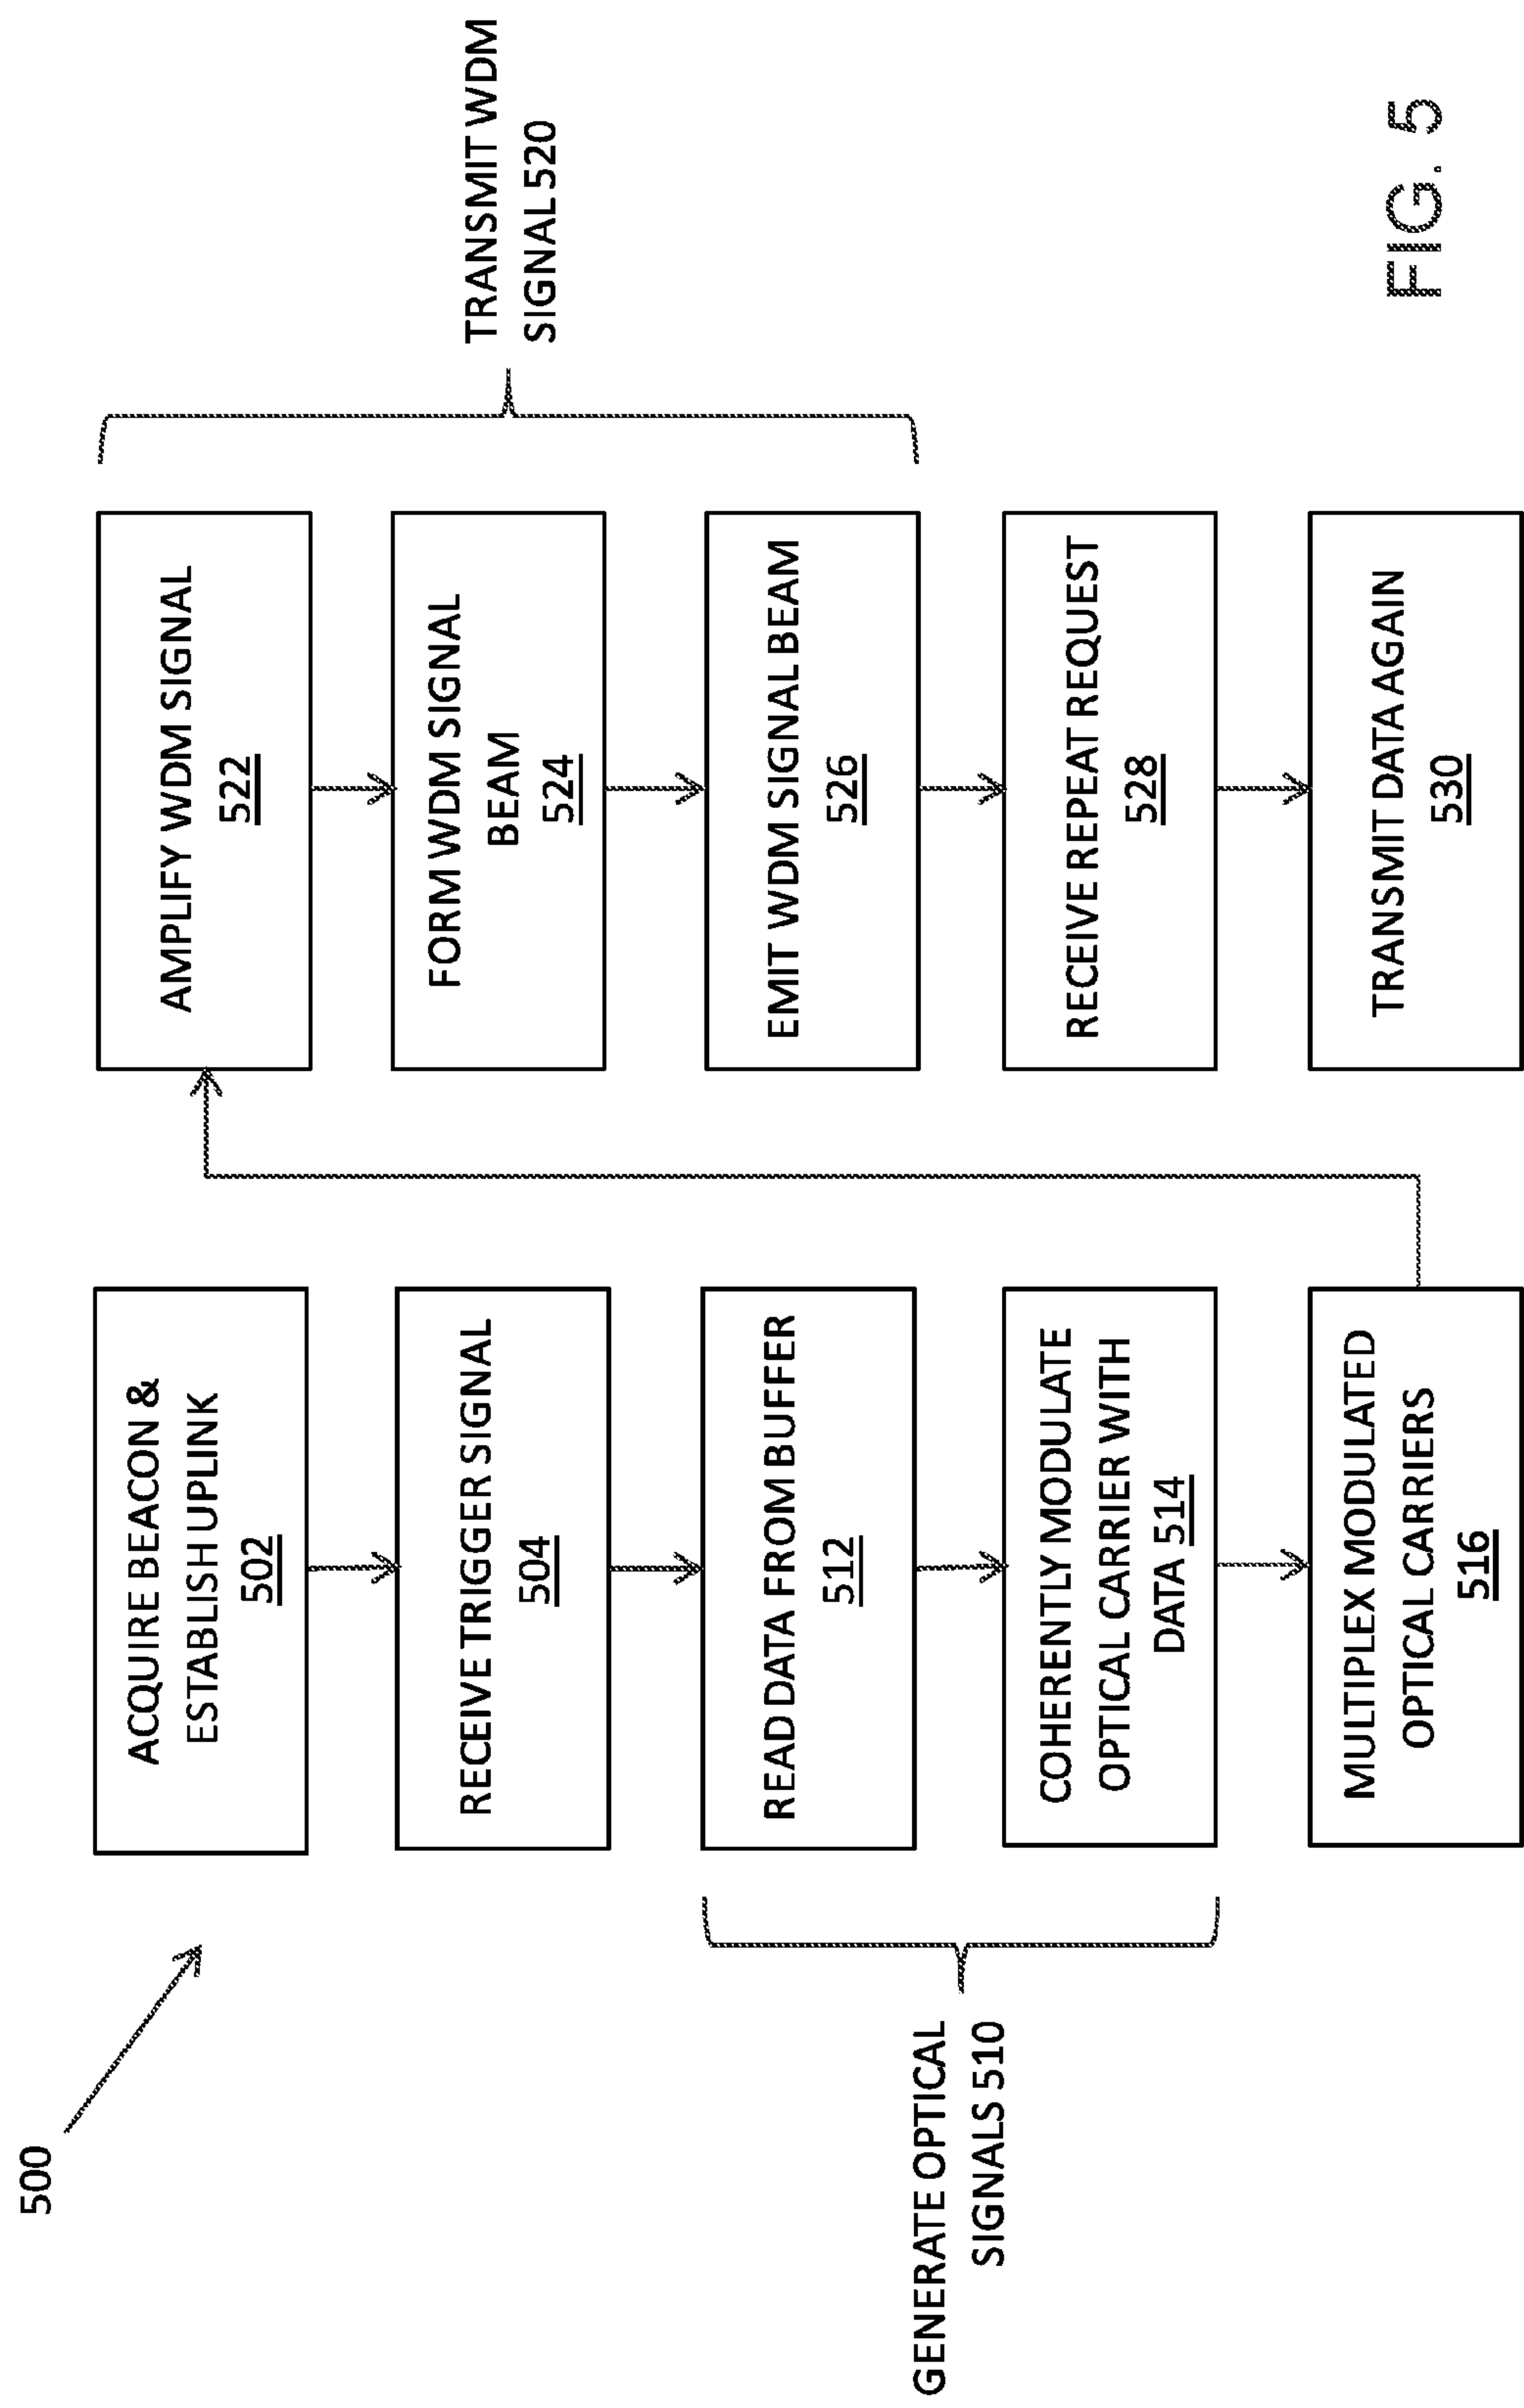 500
ACQUIRE BEACON &
ESTABLISH UPLINK
502
RECEIVE TRIGGER SIGNAL
504
GENERATE OPTICAL
SIGNALS 510
READ DATA FROM BUFFER
512
COHERENTLY MODULATE
OPTICAL CARRIER WITH
DATA 514
MULTIPLEX MODULATED
OPTICAL CARRIERS
516
AMPLIFY WDM SIGNAL
522
FORM WDM SIGNAL
BEAM
524
EMIT WDM SIGNAL BEAM
526
TRANSMIT WDM
SIGNAL 520
RECEIVE REPEAT REQUEST
528
TRANSMIT DATA AGAIN
530
FIG. 5